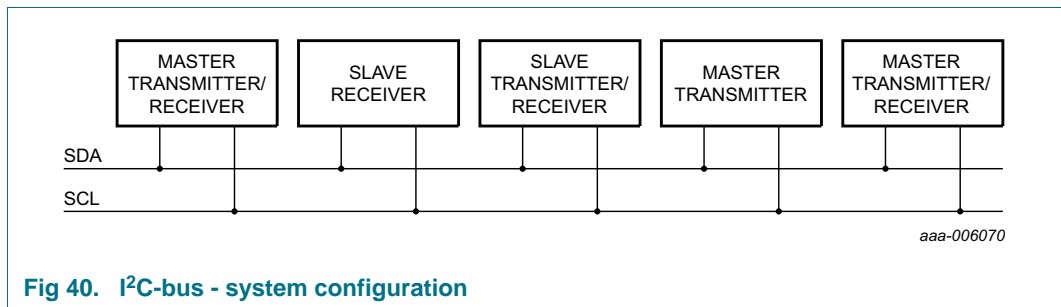 MASTER
TRANSMITTER/
RECEIVER
SLAVE
RECEIVER
SLAVE
TRANSMITTER/
RECEIVER
MASTER
TRANSMITTER
MASTER
TRANSMITTER/
RECEIVER
SDA
SCL
aaa-006070
Fig 40. I²C-bus - system configuration